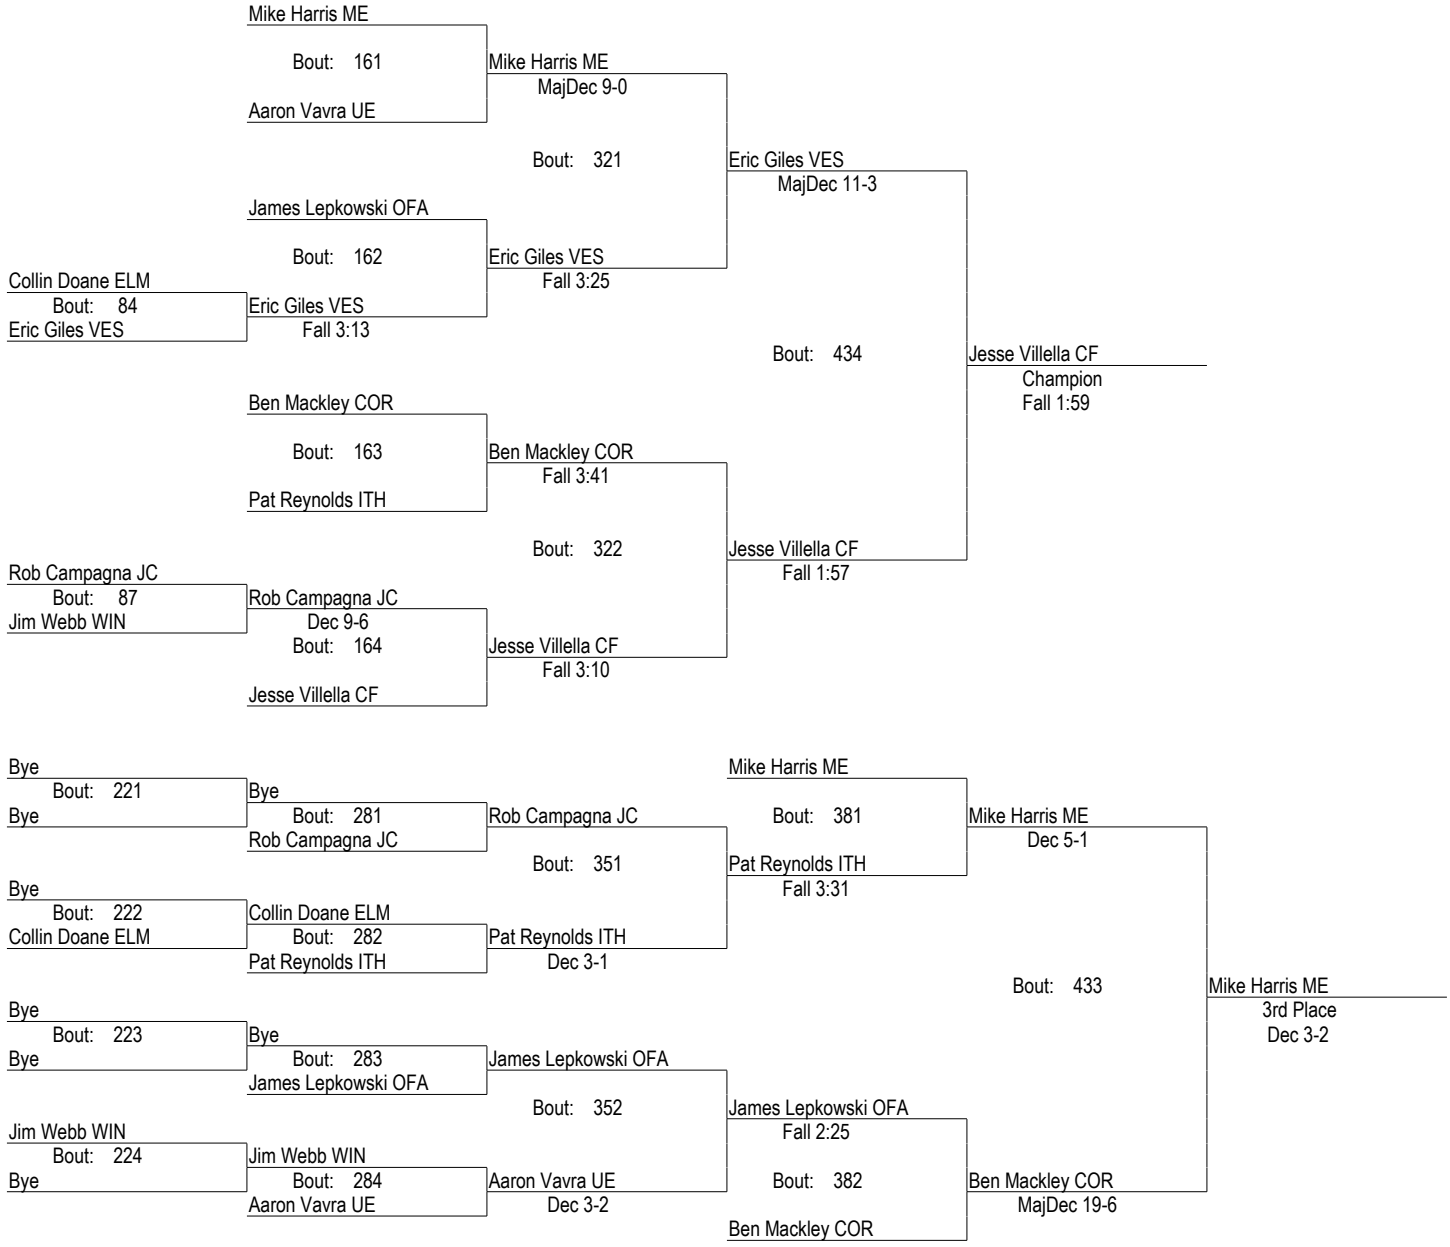 Mike Harris ME
Bout: 161
Mike Harris ME
MajDec 9-0
Aaron Vavra UE
Bout: 321
Eric Giles VES
MajDec 11-3
James Lepkowski OFA
Bout: 162
Eric Giles VES
Fall 3:25
Collin Doane ELM
Bout: 84
Eric Giles VES
Eric Giles VES
Fall 3:13
Bout: 434
Jesse Villella CF
Champion
Fall 1:59
Ben Mackley COR
Bout: 163
Ben Mackley COR
Fall 3:41
Pat Reynolds ITH
Bout: 322
Jesse Villella CF
Fall 1:57
Rob Campagna JC
Bout: 87
Rob Campagna JC
Jim Webb WIN
Dec 9-6
Bout: 164
Jesse Villella CF
Fall 3:10
Jesse Villella CF
Bye
Mike Harris ME
Bout: 221
Bye
Bye
Bout: 281
Rob Campagna JC
Bout: 381
Mike Harris ME
Rob Campagna JC
Dec 5-1
Bout: 351
Pat Reynolds ITH
Bye
Fall 3:31
Bout: 222
Collin Doane ELM
Collin Doane ELM
Bout: 282
Pat Reynolds ITH
Pat Reynolds ITH
Dec 3-1
Bout: 433
Mike Harris ME
3rd Place
Dec 3-2
Bye
Bout: 223
Bye
Bye
Bout: 283
James Lepkowski OFA
James Lepkowski OFA
Bout: 352
James Lepkowski OFA
Jim Webb WIN
Fall 2:25
Bout: 224
Jim Webb WIN
Bye
Bout: 284
Aaron Vavra UE
Bout: 382
Ben Mackley COR
Aaron Vavra UE
Dec 3-2
MajDec 19-6
Ben Mackley COR